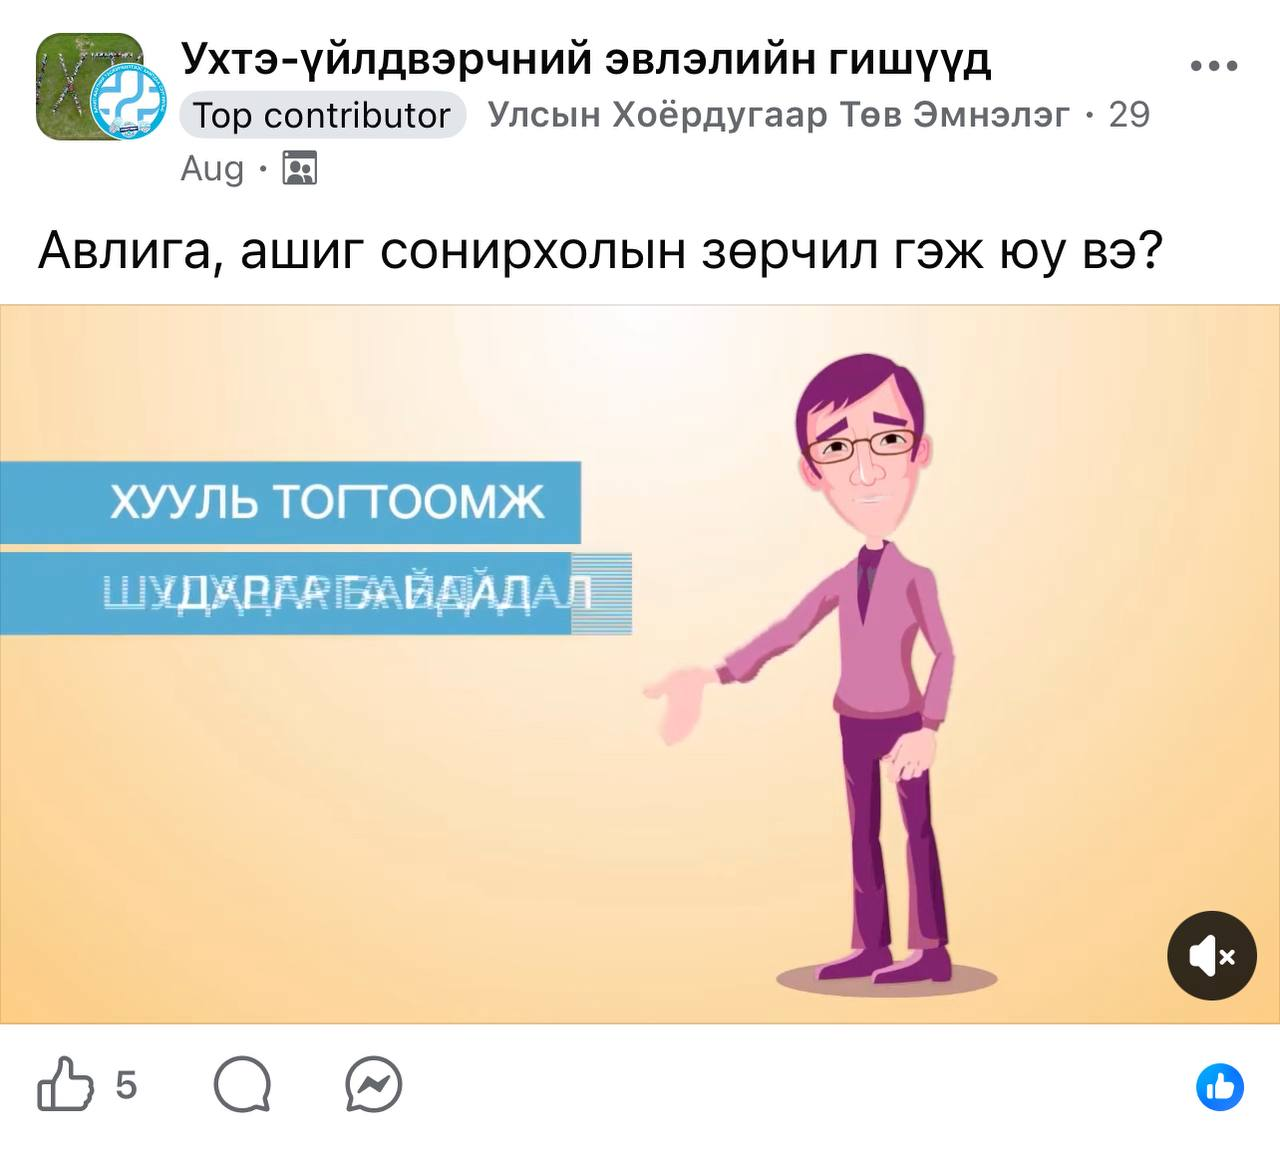 Ухтэ-үйлдвэрчний эвлэлийн гишүүд
Top contributor Улсын Хоёрдугаар Төв Эмнэлэг · 29
Aug ·
Авлига, ашиг сонирхолын зөрчил гэж юу вэ?
ХУУЛЬ ТОГТООМЖ
5